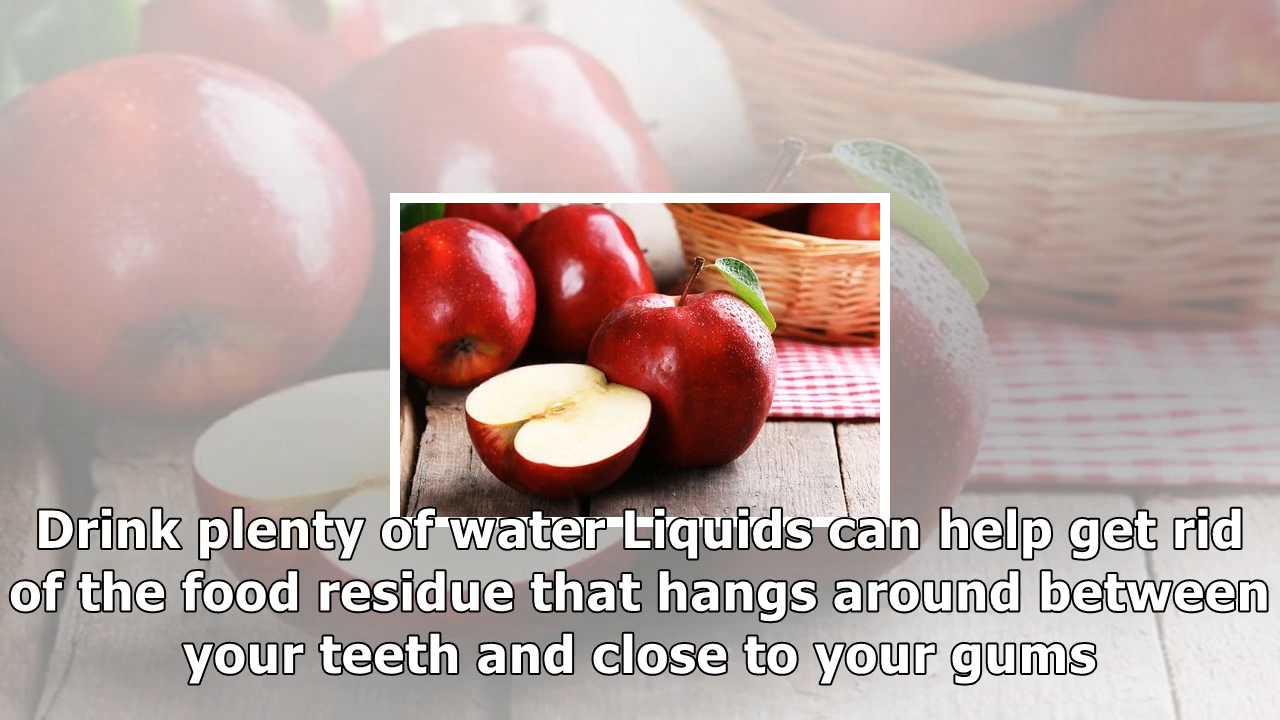 Drink plenty of water Liquids can help get rid
of the food residue that hangs around between
your teeth and close to your gums